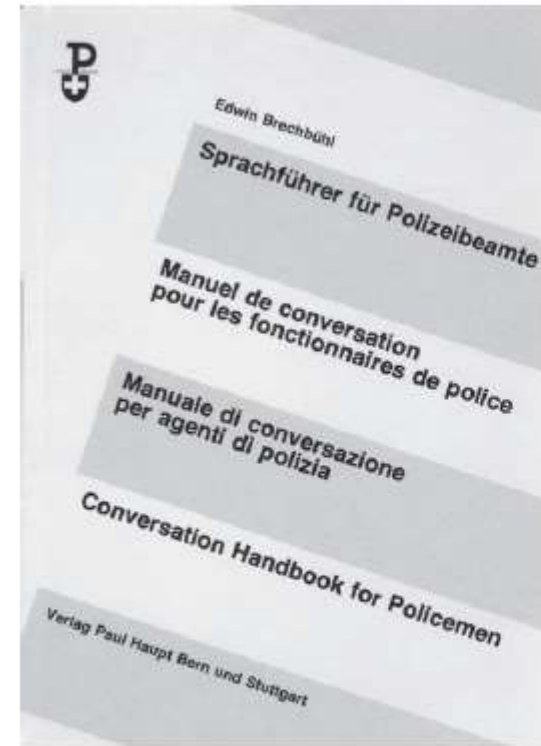 P
Edwin Brechbühl
Sprachführer für Polizeibeamte
Manuel de conversation
pour les fonctionnaires de police
Manuale di conversazione
per agenti di polizia
Conversation Handbook for Policemen
Verlag Paul Haupt Bern und Stuttgart